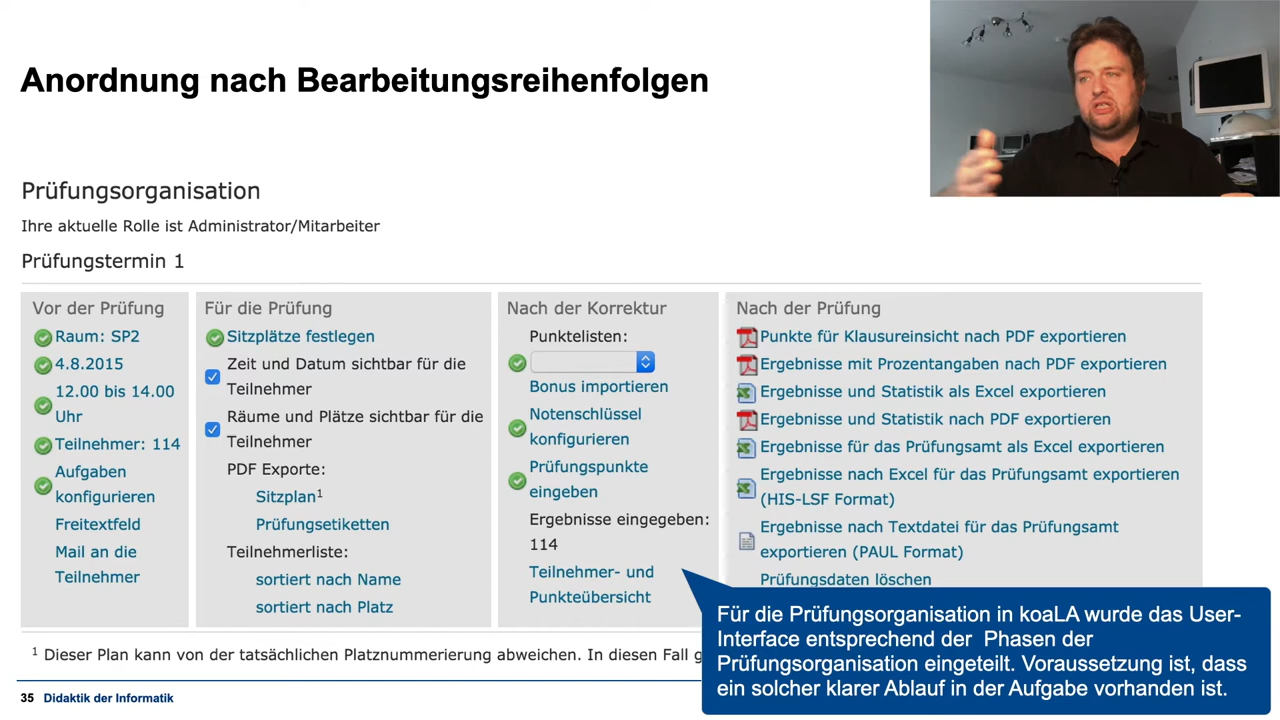 Anordnung nach Bearbeitungsreihenfolgen
Prüfungsorganisation
Ihre aktuelle Rolle ist Administrator/Mitarbeiter
Prüfungstermin 1
Vor der Prüfung
Raum: SP2
4.8.2015
12.00 bis 14.00
Uhr
Teilnehmer: 114
Aufgaben
konfigurieren
Freitextfeld
Mail an die
Teilnehmer
Für die Prüfung
Sitzplätze festlegen
Zeit und Datum sichtbar für die
Teilnehmer
Räume und Plätze sichtbar für die
Teilnehmer
PDF Exporte:
Sitzplan¹
Prüfungsetiketten
Teilnehmerliste:
sortiert nach Name
sortiert nach Platz
Nach der Korrektur
Punktelisten:
Bonus importieren
Notenschlüssel
konfigurieren
Prüfungspunkte
eingeben
Ergebnisse eingegeben:
114
Teilnehmer- und
Punkteübersicht
Nach der Prüfung
Punkte für Klausureinsicht nach PDF exportieren
Ergebnisse mit Prozentangaben nach PDF exportieren
Ergebnisse und Statistik als Excel exportieren
Ergebnisse und Statistik nach PDF exportieren
Ergebnisse für das Prüfungsamt als Excel exportieren
Ergebnisse nach Excel für das Prüfungsamt exportieren
(HIS-LSF Format)
Ergebnisse nach Textdatei für das Prüfungsamt
exportieren (PAUL Format)
Prüfungsdaten löschen
Für die Prüfungsorganisation in koaLA wurde das User-
Interface entsprechend der Phasen der
Prüfungsorganisation eingeteilt. Voraussetzung ist, dass
ein solcher klarer Ablauf in der Aufgabe vorhanden ist.
¹ Dieser Plan kann von der tatsächlichen Platznummerierung abweichen. In diesen Fall g
35 Didaktik der Informatik